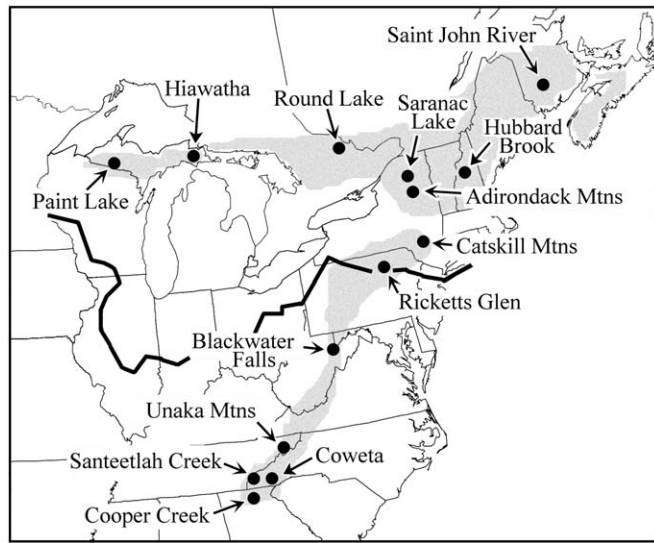 Saint John River
Hiawatha
Round Lake
Saranac
Lake
Hubbard
Brook
Paint Lake
Adirondack Mtns
Catskill Mtns
Ricketts Glen
Blackwater
Falls
Unaka Mtns
Santeetlah Creek
Coweta
Cooper Creek